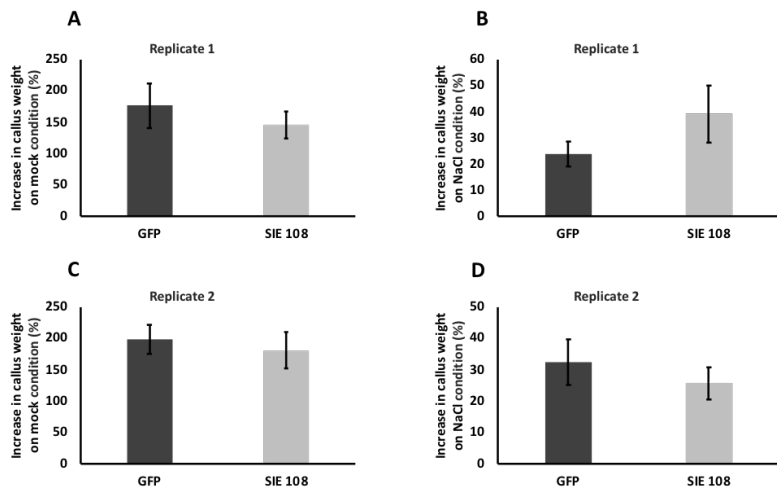 A
Replicate 1
Increase in callus weight
on mock condition (%)
250
200
150
100
50
0
GFP
SIE 108
B
Replicate 1
Increase in callus weight
on NaCl condition (%)
60
50
40
30
20
10
0
GFP
SIE 108
C
Replicate 2
Increase in callus weight
on mock condition (%)
250
200
150
100
50
0
GFP
SIE 108
D
Replicate 2
Increase in callus weight
on NaCl condition (%)
50
40
30
20
10
0
GFP
SIE 108